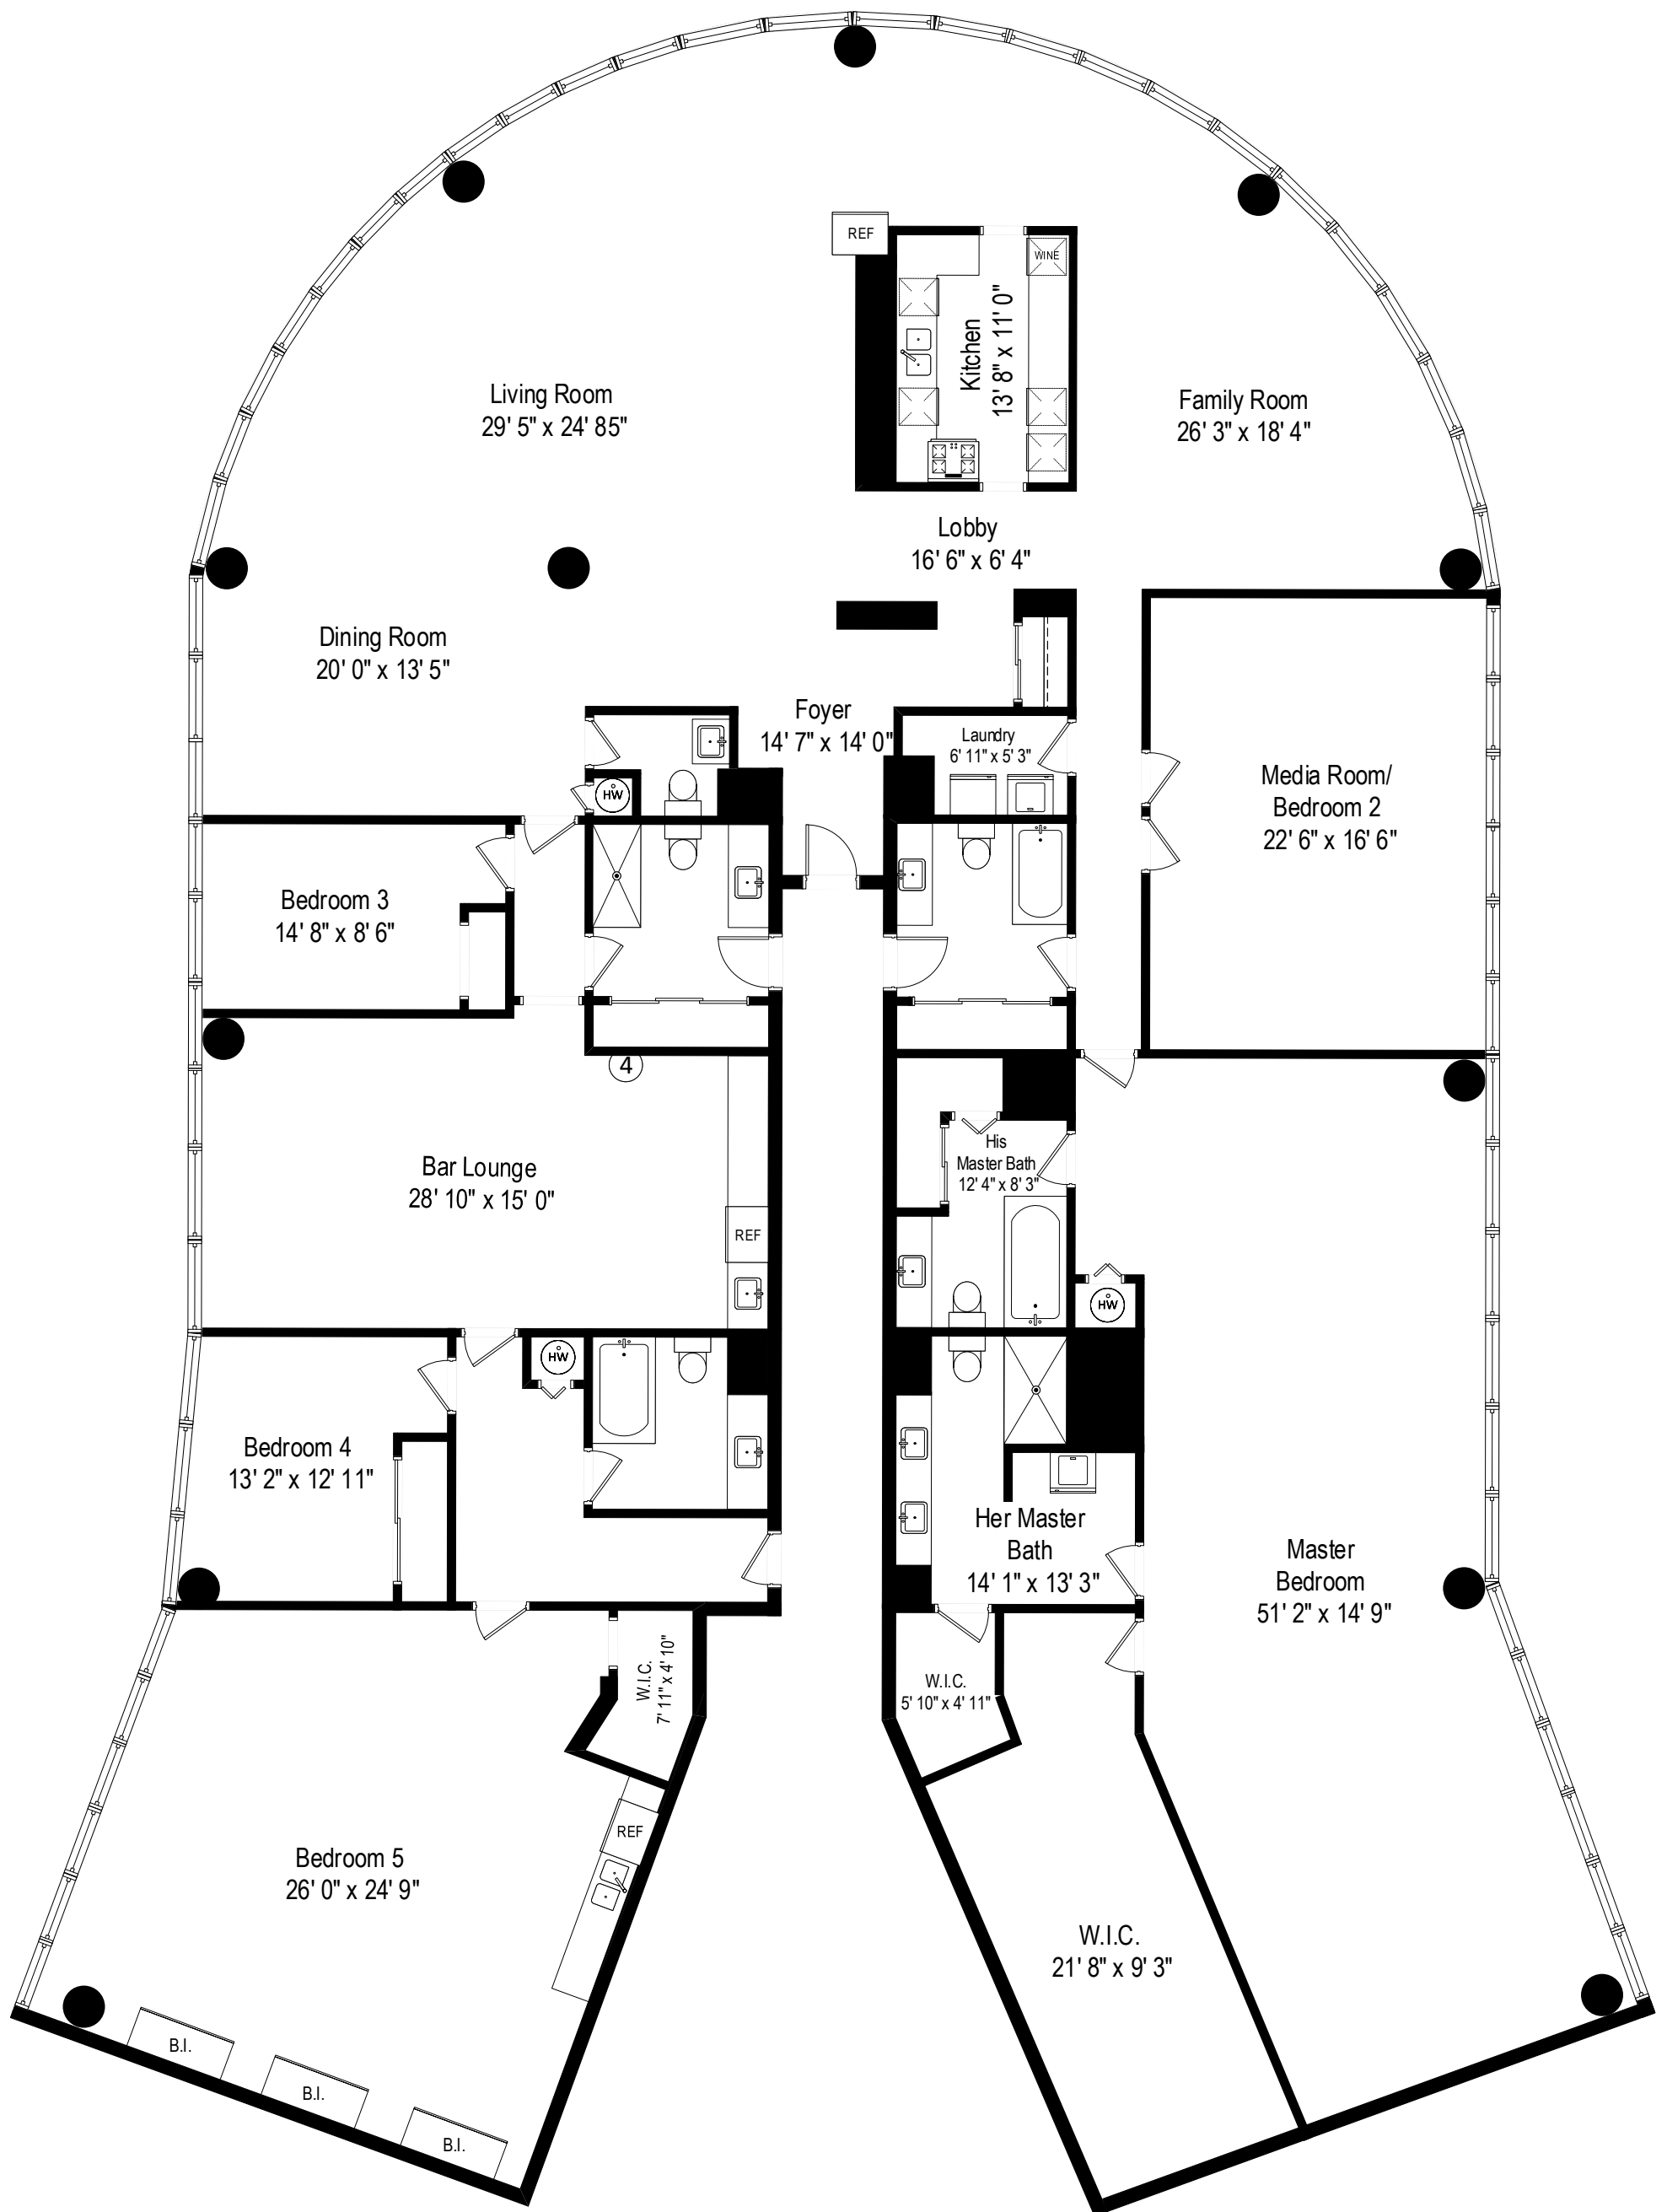 REF
WINE
Kitchen
13' 8" x 11' 0"
Living Room
29' 5" x 24' 85"
Family Room
26' 3" x 18' 4"
Lobby
16' 6" x 6' 4"
Dining Room
20' 0" x 13' 5"
Foyer
14' 7" x 14' 0"
Laundry
6' 11" x 5' 3"
Media Room/
Bedroom 2
22' 6" x 16' 6"
HW
Bedroom 3
14' 8" x 8' 6"
4
His
Master Bath
12' 4" x 8' 3"
Bar Lounge
28' 10" x 15' 0"
REF
HW
HW
Bedroom 4
13' 2" x 12' 11"
Her Master
Bath
14' 1" x 13' 3"
Master
Bedroom
51' 2" x 14' 9"
W.I.C.
7' 11" x 4' 10"
W.I.C.
5' 10" x 4' 11"
REF
Bedroom 5
26' 0" x 24' 9"
W.I.C.
21' 8" x 9' 3"
B.I.
B.I.
B.I.